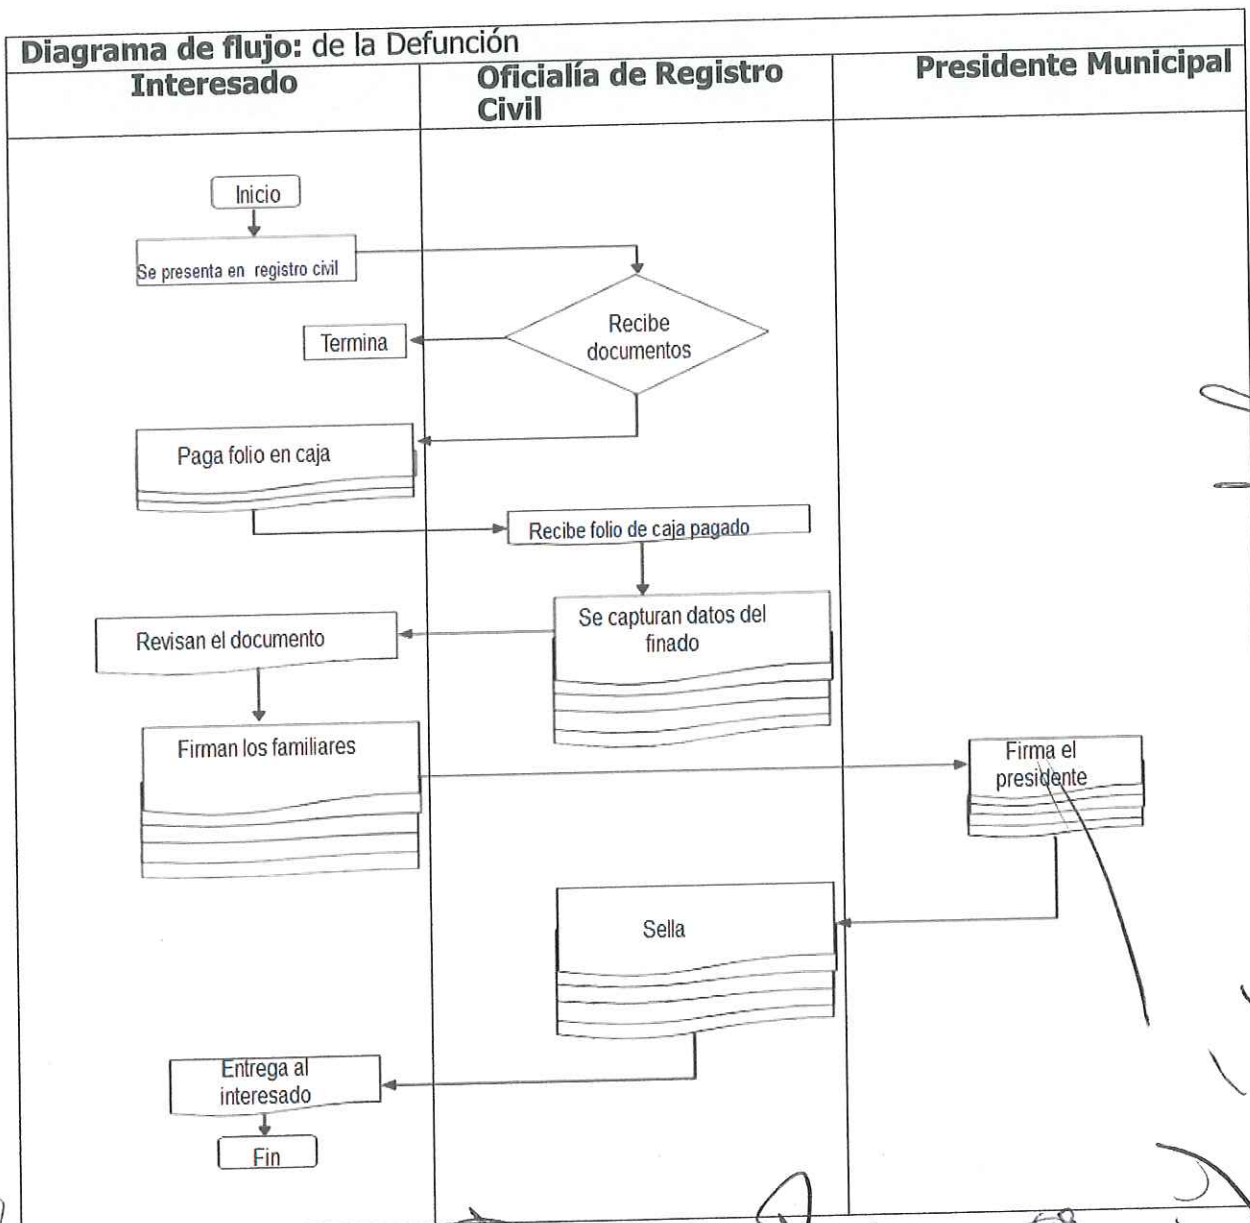 Diagrama de flujo: de la Defunción
Interesado
Oficialía de Registro
Civil
Presidente Municipal
Inicio
Se presenta en registro civil
Recibe
documentos
Termina
Paga folio en caja
Recibe folio de caja pagado
Se capturan datos del
finado
Revisan el documento
Firman los familiares
Firma el
presidente
Sella
Entrega al
interesado
Fin